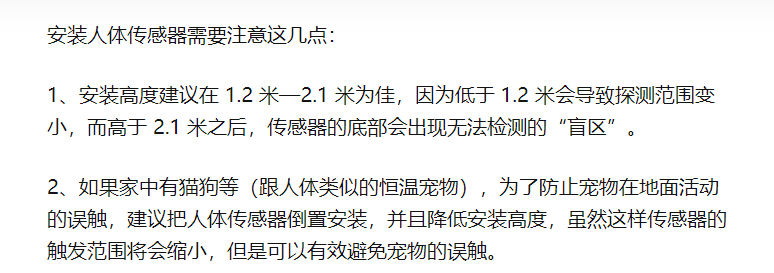 安装人体传感器需要注意这几点：
1、安装高度建议在 1.2 米—2.1 米为佳，因为低于 1.2 米会导致探测范围变
小，而高于 2.1 米之后，传感器的底部会出现无法检测的“盲区”。
2、如果家中有猫狗等（跟人体类似的恒温宠物），为了防止宠物在地面活动
的误触，建议把人体传感器倒置安装，并且降低安装高度，虽然这样传感器的
触发范围将会缩小，但是可以有效避免宠物的误触。